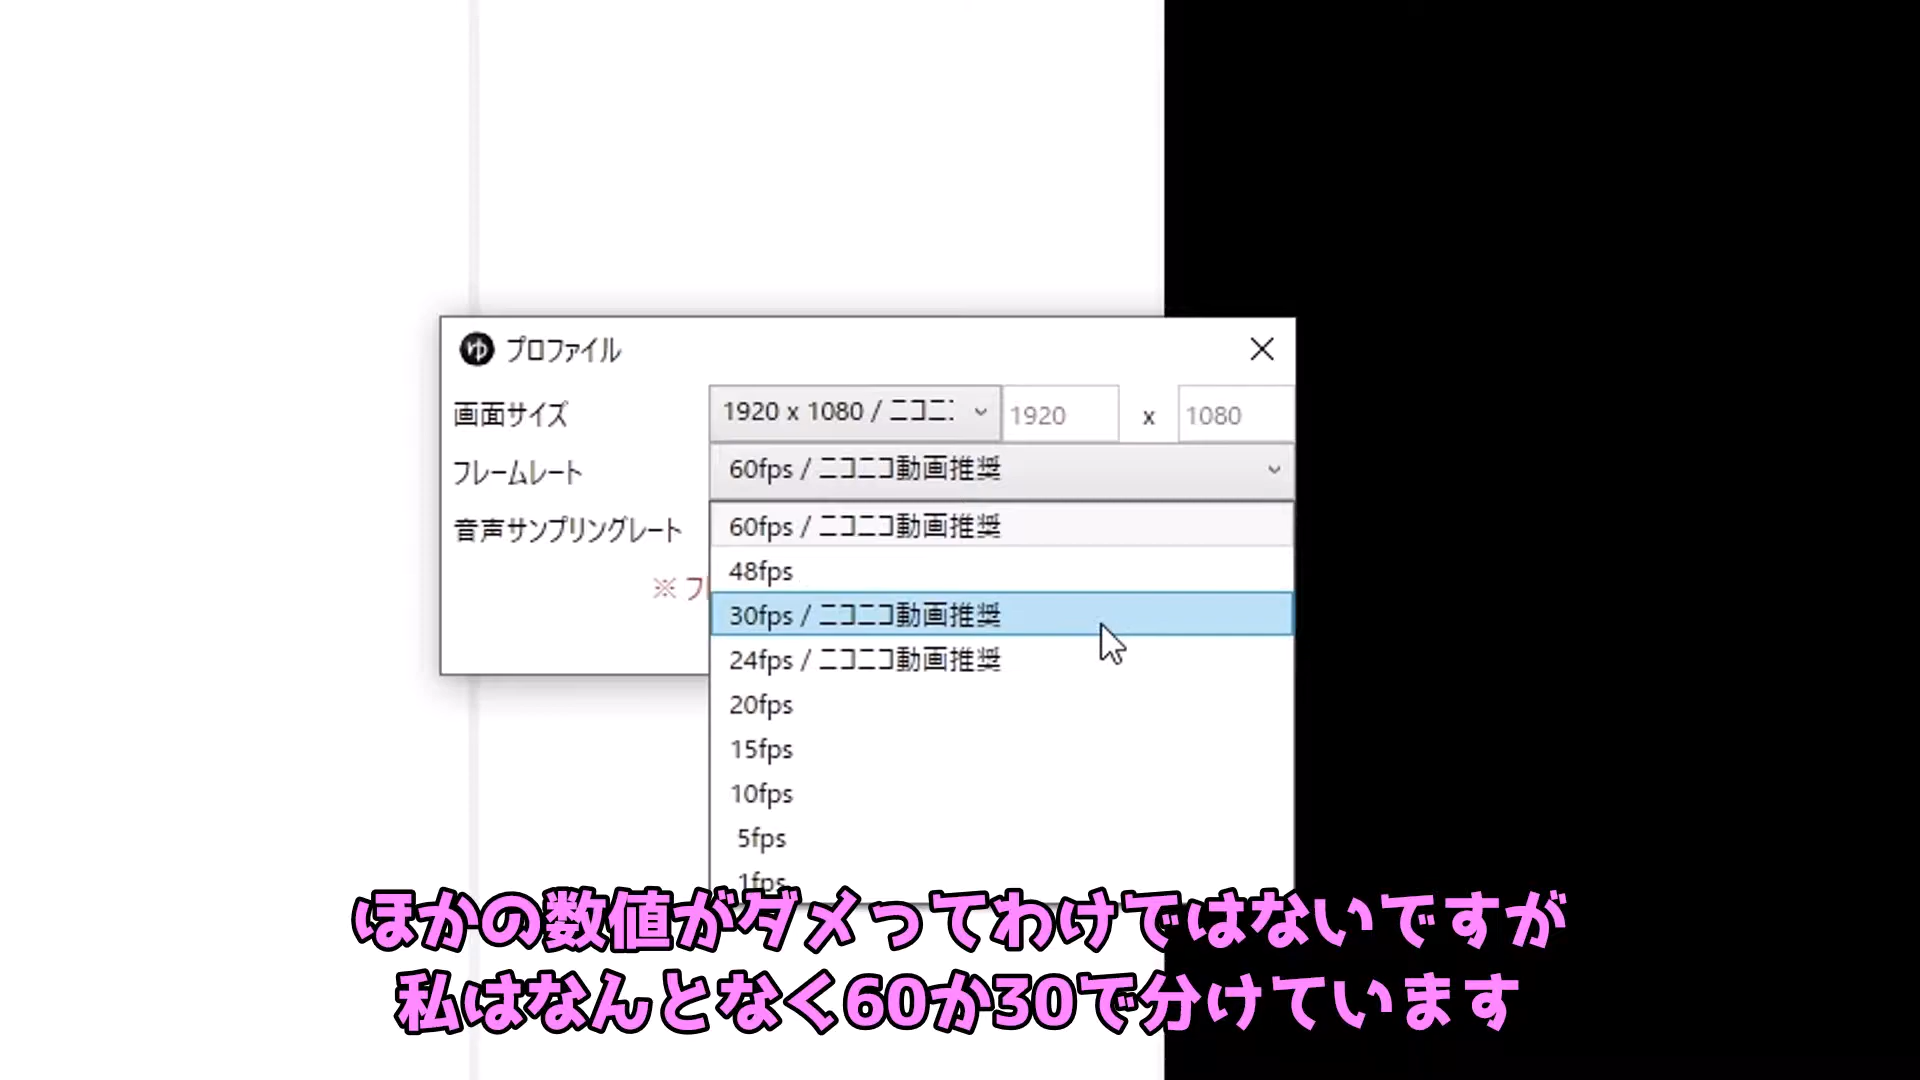 ゆ プロファイル
画面サイズ 1920 x 1080 / ニコニ 1920 x 1080
フレームレート 60fps / ニコニコ動画推奨
音声サンプリングレート
60fps / ニコニコ動画推奨
48fps
※ フ
30fps / ニコニコ動画推奨
24fps / ニコニコ動画推奨
20fps
15fps
10fps
5fps
1fps
ほかの数値がダメってわけではないですが
私はなんとなく60か30で分けています